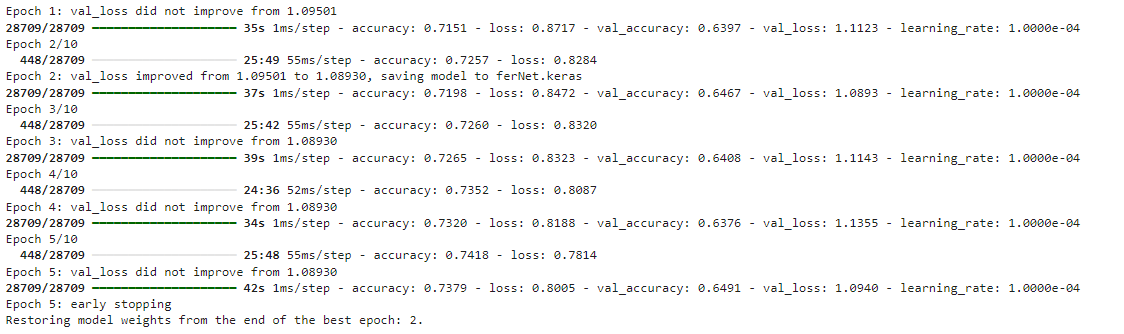 Epoch 1: val_loss did not improve from 1.09501
28709/28709 ━━━━━━━━━━━━━━━━━━━━ 35s 1ms/step - accuracy: 0.7151 - loss: 0.8717 - val_accuracy: 0.6397 - val_loss: 1.1123 - learning_rate: 1.0000e-04
Epoch 2/10
448/28709 ━━━━━━━━━━━━━━━━━━━━ 25:49 55ms/step - accuracy: 0.7257 - loss: 0.8284
Epoch 2: val_loss improved from 1.09501 to 1.08930, saving model to ferNet.keras
28709/28709 ━━━━━━━━━━━━━━━━━━━━ 37s 1ms/step - accuracy: 0.7198 - loss: 0.8472 - val_accuracy: 0.6467 - val_loss: 1.0893 - learning_rate: 1.0000e-04
Epoch 3/10
448/28709 ━━━━━━━━━━━━━━━━━━━━ 25:42 55ms/step - accuracy: 0.7260 - loss: 0.8320
Epoch 3: val_loss did not improve from 1.08930
28709/28709 ━━━━━━━━━━━━━━━━━━━━ 39s 1ms/step - accuracy: 0.7265 - loss: 0.8323 - val_accuracy: 0.6408 - val_loss: 1.1143 - learning_rate: 1.0000e-04
Epoch 4/10
448/28709 ━━━━━━━━━━━━━━━━━━━━ 24:36 52ms/step - accuracy: 0.7352 - loss: 0.8087
Epoch 4: val_loss did not improve from 1.08930
28709/28709 ━━━━━━━━━━━━━━━━━━━━ 34s 1ms/step - accuracy: 0.7320 - loss: 0.8188 - val_accuracy: 0.6376 - val_loss: 1.1355 - learning_rate: 1.0000e-04
Epoch 5/10
448/28709 ━━━━━━━━━━━━━━━━━━━━ 25:48 55ms/step - accuracy: 0.7418 - loss: 0.7814
Epoch 5: val_loss did not improve from 1.08930
28709/28709 ━━━━━━━━━━━━━━━━━━━━ 42s 1ms/step - accuracy: 0.7379 - loss: 0.8005 - val_accuracy: 0.6491 - val_loss: 1.0940 - learning_rate: 1.0000e-04
Epoch 5: early stopping
Restoring model weights from the end of the best epoch: 2.